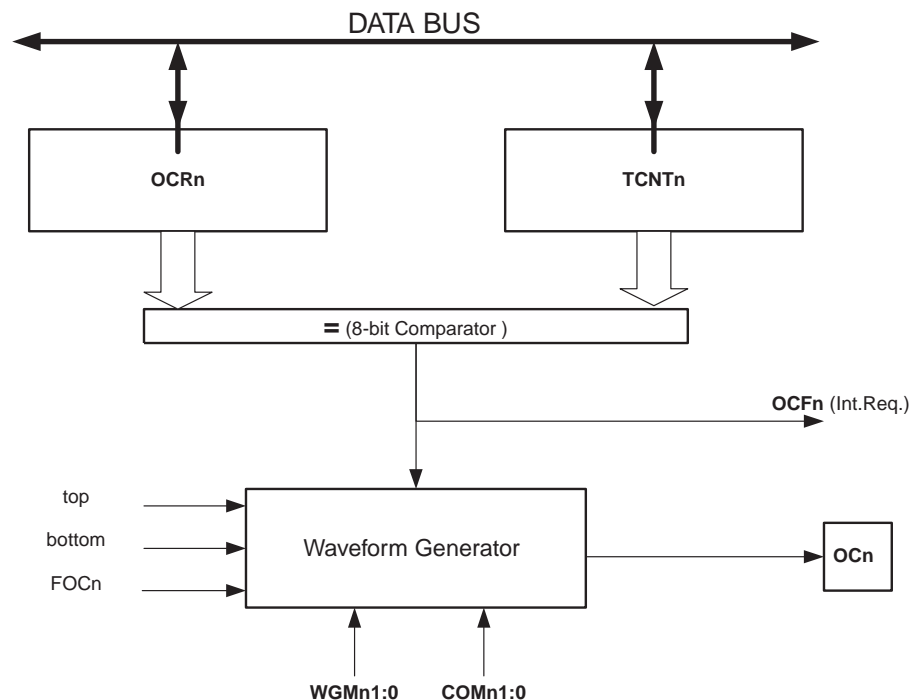 DATA BUS
OCRn
TCNTn
= (8-bit Comparator )
OCFn (Int.Req.)
top
bottom
FOCn
Waveform Generator
OCn
WGMn1:0
COMn1:0